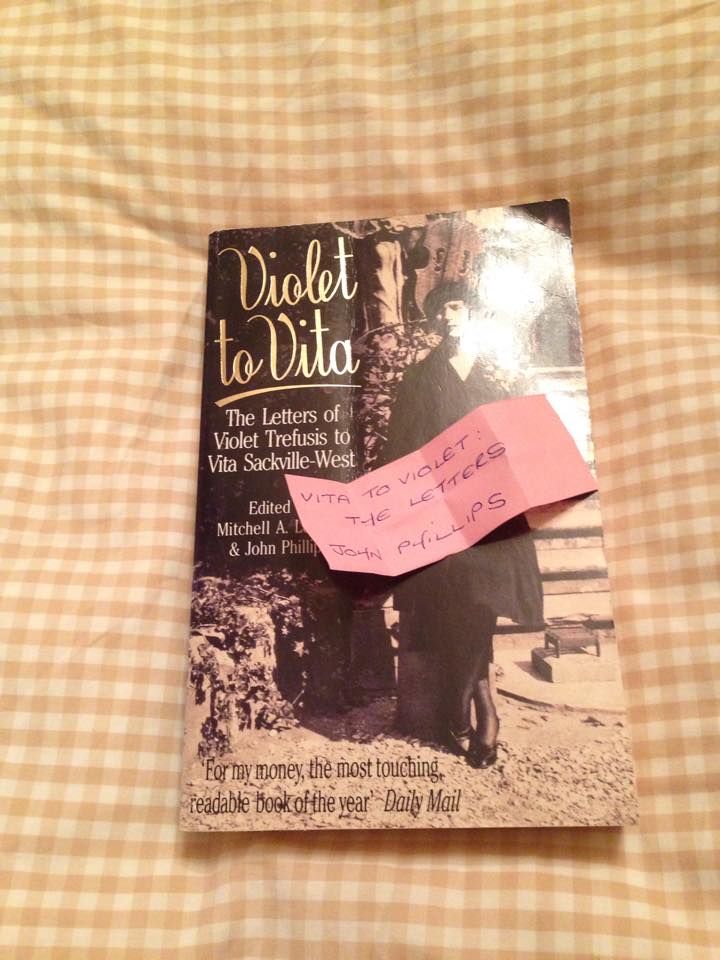 Violet
to Vita
The Letters of
Violet Trefusis to
Vita Sackville-West
Edited
Mitchell A.
& John
VITA TO VIOLET:
THE LETTERS
JOHN PHILLIPS
'For my money, the most touching,
readable book of the year' Daily Mail